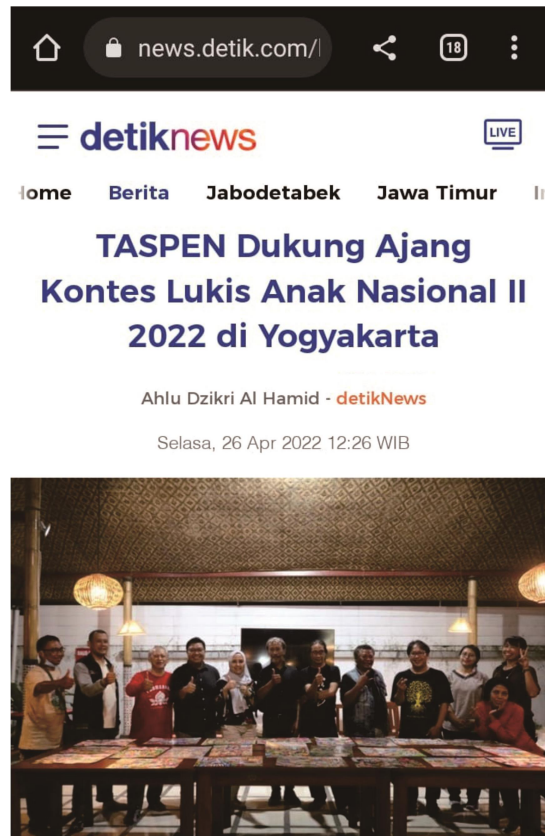 news.detik.com/
18
detiknews
LIVE
ome Berita Jabodetabek Jawa Timur
TASPEN Dukung Ajang
Kontes Lukis Anak Nasional II
2022 di Yogyakarta
Ahlu Dzikri Al Hamid - detikNews
Selasa, 26 Apr 2022 12:26 WIB